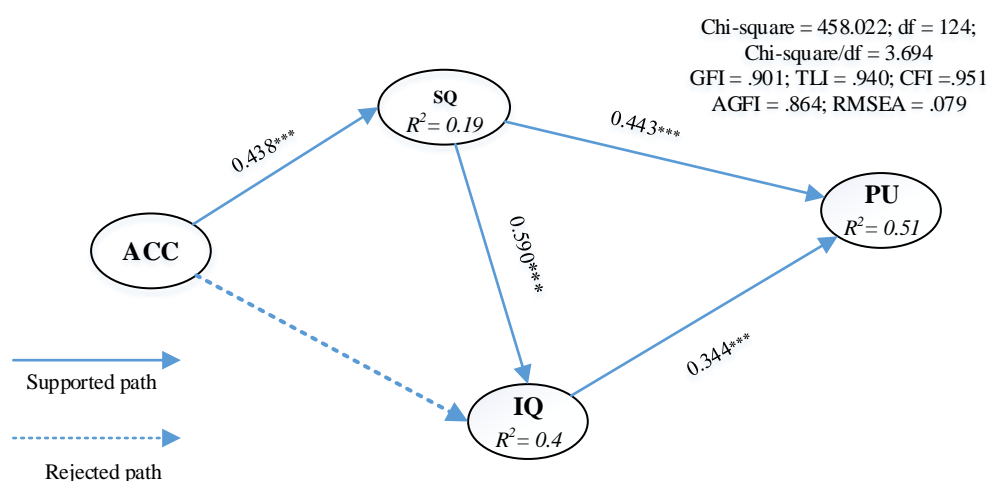 Chi-square = 458.022; df = 124;
Chi-square/df = 3.694
GFI = .901; TLI = .940; CFI =.951
AGFI = .864; RMSEA = .079
SQ
R²= 0.19
0.438***
0.443***
PU
R²= 0.51
ACC
0.590***
0.344***
Supported path
IQ
R²= 0.4
Rejected path